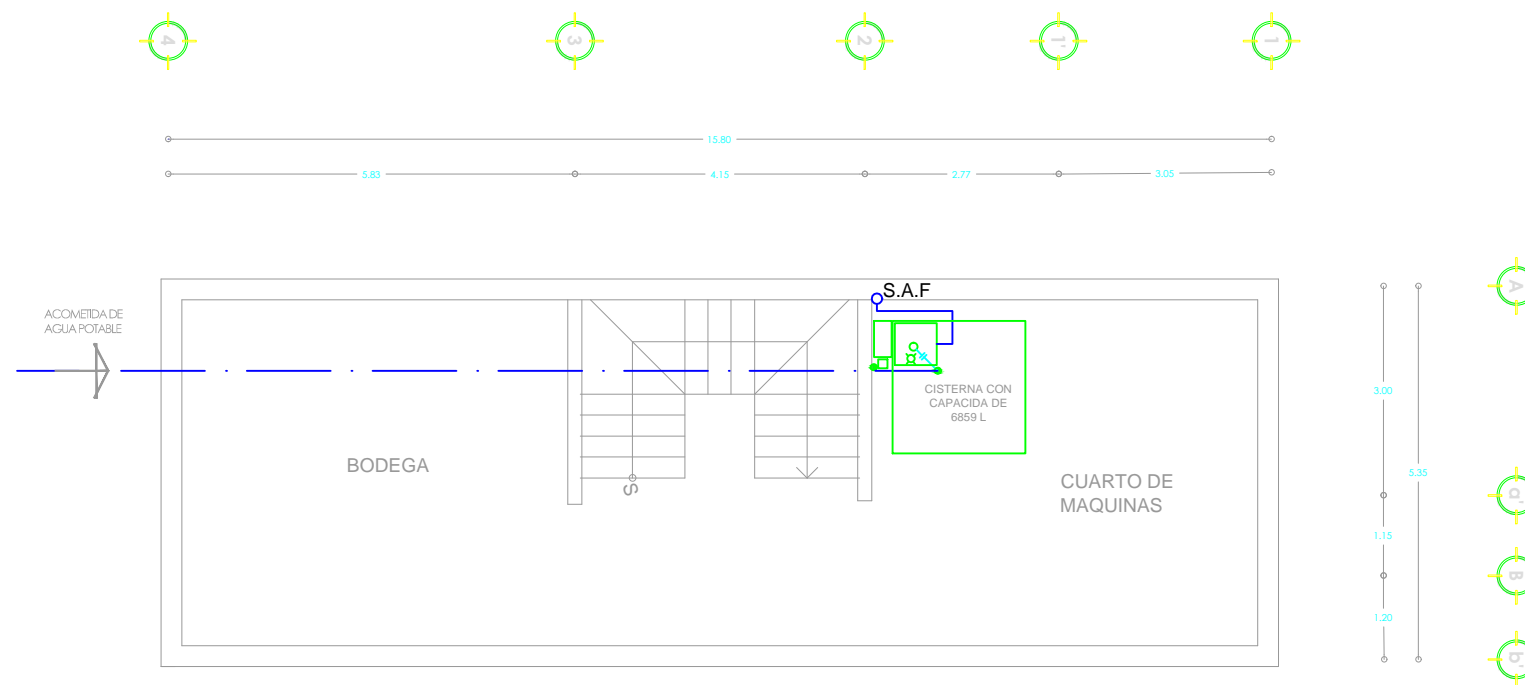 4
3
2
1'
1
15.80
5.83
4.15
2.77
3.05
S.A.F
A
ACOMETIDA DE
AGUA POTABLE
CISTERNA CON
CAPACIDA DE
6859 L
3.00
BODEGA
5.35
CUARTO DE
MAQUINAS
S
a'
1.15
B
1.20
b'